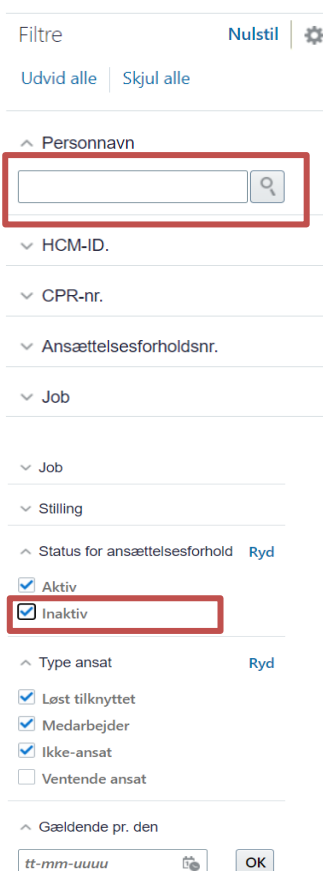 Filtre Nulstil
Udvid alle Skjul alle
Personnavn
HCM-ID.
CPR-nr.
Ansættelsesforholdsnr.
Job
Job
Stilling
Status for ansættelsesforhold Ryd
Aktiv
Inaktiv
Type ansat Ryd
Løst tilknyttet
Medarbejder
Ikke-ansat
Ventende ansat
Gældende pr. den
tt-mm-uuuu OK